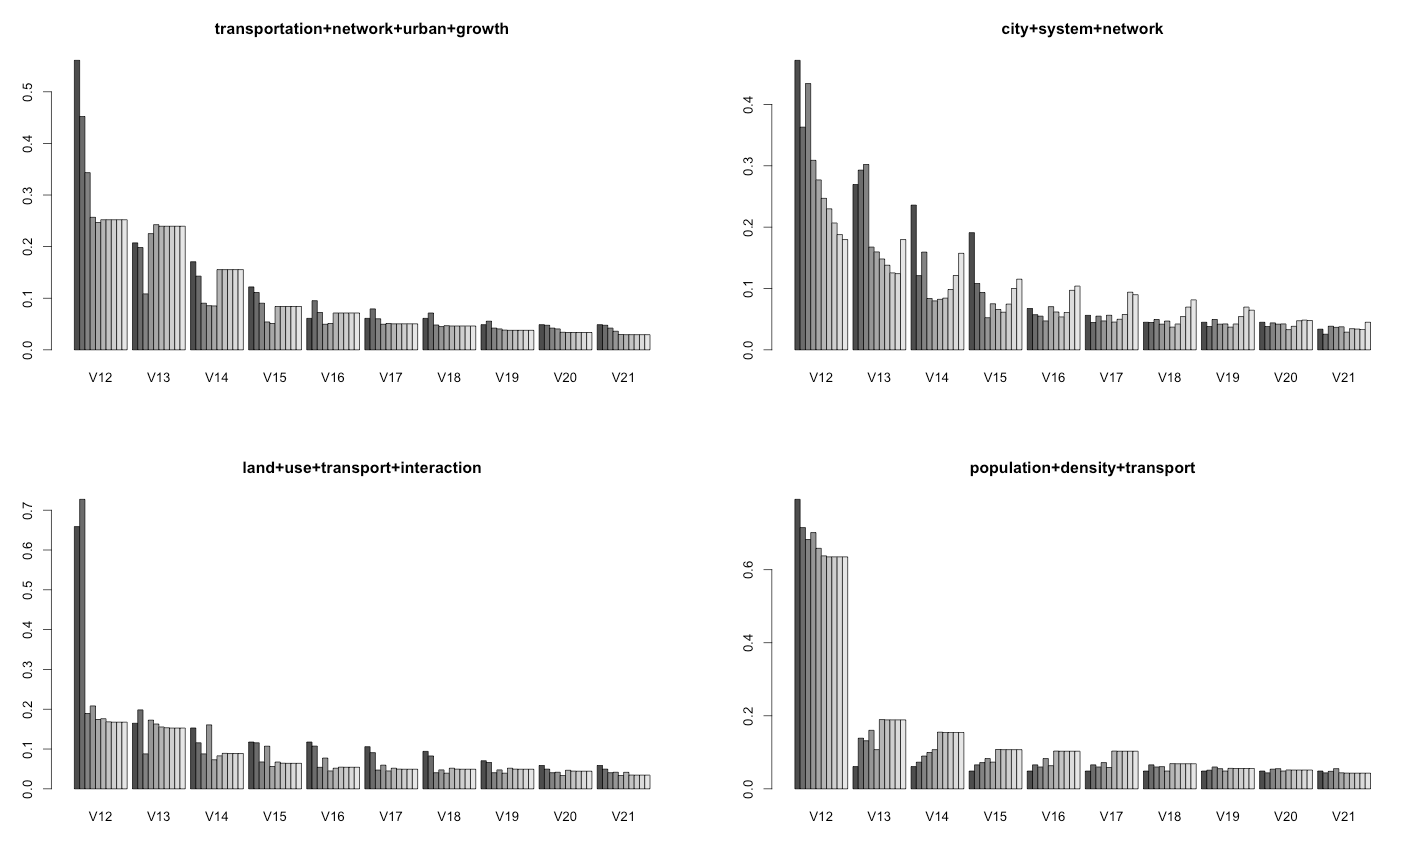 transportation+network+urban+growth
0.0 0.1 0.2 0.3 0.4 0.5
V12 V13 V14 V15 V16 V17 V18 V19 V20 V21
city+system+network
0.0 0.1 0.2 0.3 0.4
V12 V13 V14 V15 V16 V17 V18 V19 V20 V21
land+use+transport+interaction
0.0 0.1 0.2 0.3 0.4 0.5 0.6 0.7
V12 V13 V14 V15 V16 V17 V18 V19 V20 V21
population+density+transport
0.0 0.2 0.4 0.6
V12 V13 V14 V15 V16 V17 V18 V19 V20 V21